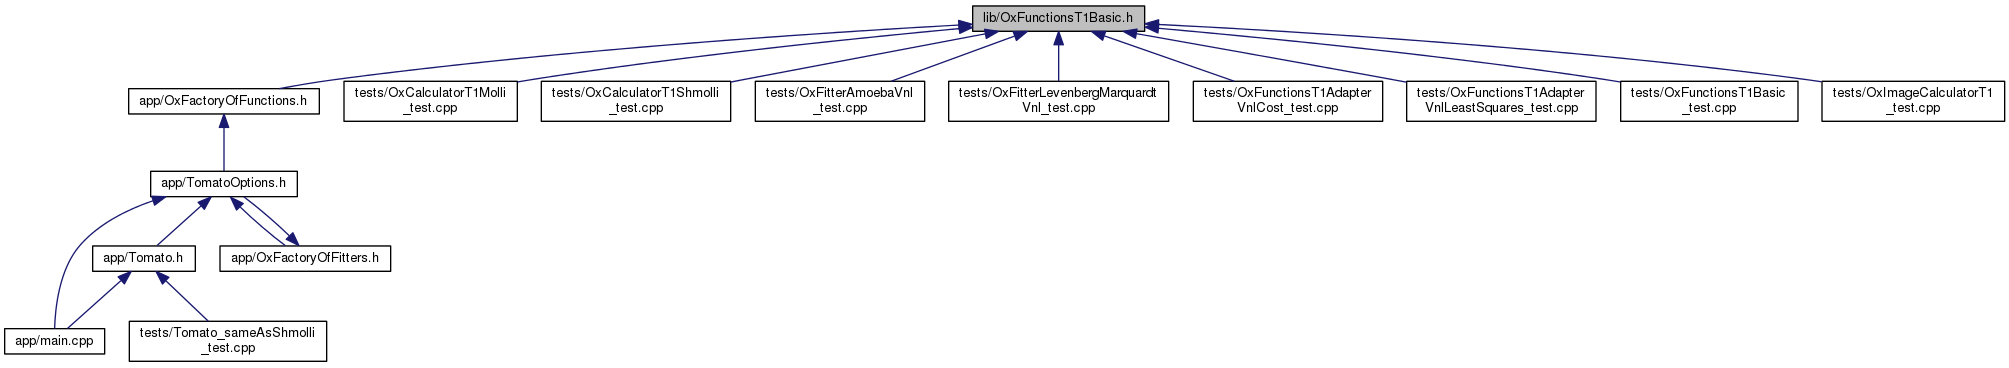 lib/OxFunctionsT1Basic.h
app/OxFactoryOfFunctions.h
tests/OxCalculatorT1Molli
_test.cpp
tests/OxCalculatorT1Shmolli
_test.cpp
tests/OxFitterAmoebaVnl
_test.cpp
tests/OxFitterLevenbergMarquardt
Vnl_test.cpp
tests/OxFunctionsT1Adapter
VnlCost_test.cpp
tests/OxFunctionsT1Adapter
VnlLeastSquares_test.cpp
tests/OxFunctionsT1Basic
_test.cpp
tests/OxImageCalculatorT1
_test.cpp
app/TomatoOptions.h
app/Tomato.h
app/OxFactoryOfFitters.h
app/main.cpp
tests/Tomato_sameAsShmolli
_test.cpp